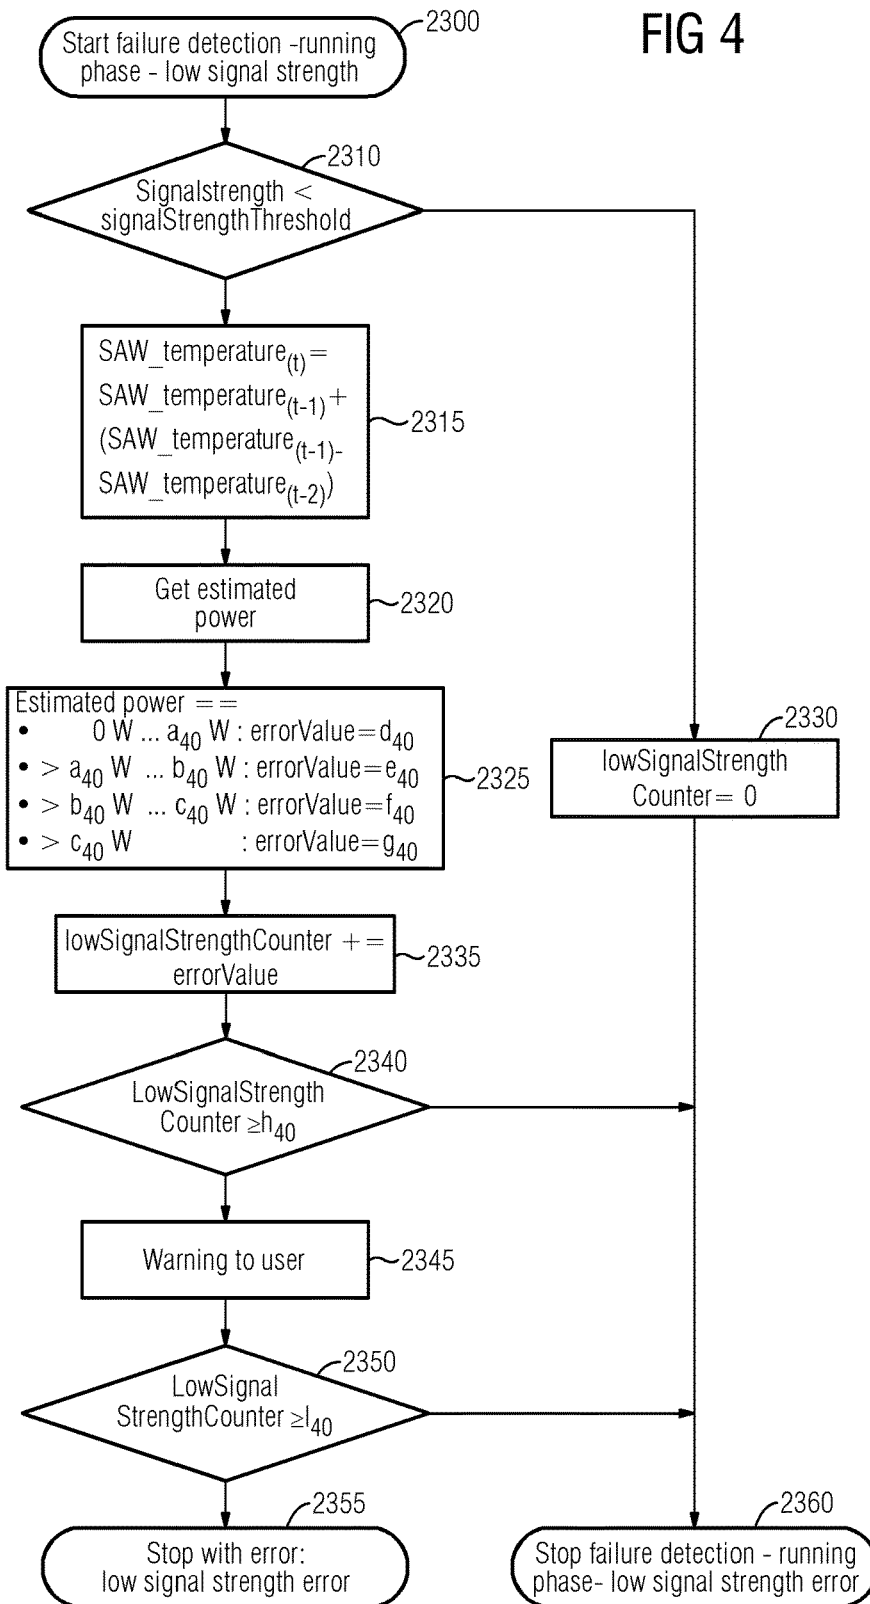 FIG 4
2300
Start failure detection -running
phase - low signal strength
2310
Signalstrength <
signalStrengthThreshold
SAW_temperature(t)=
SAW_temperature(t-1)+
(SAW_temperature(t-1)-
SAW_temperature(t-2))
2315
Get estimated
power
2320
Estimated power ==
• 0 W ... a40 W : errorValue=d40
• > a40 W ... b40 W : errorValue=e40
• > b40 W ... c40 W : errorValue=f40
• > c40 W : errorValue=g40
2325
2330
lowSignalStrength
Counter= 0
lowSignalStrengthCounter +=
errorValue
2335
2340
LowSignalStrength
Counter ≥h40
Warning to user
2345
2350
LowSignal
StrengthCounter ≥l40
2355
Stop with error:
low signal strength error
2360
Stop failure detection - running
phase- low signal strength error